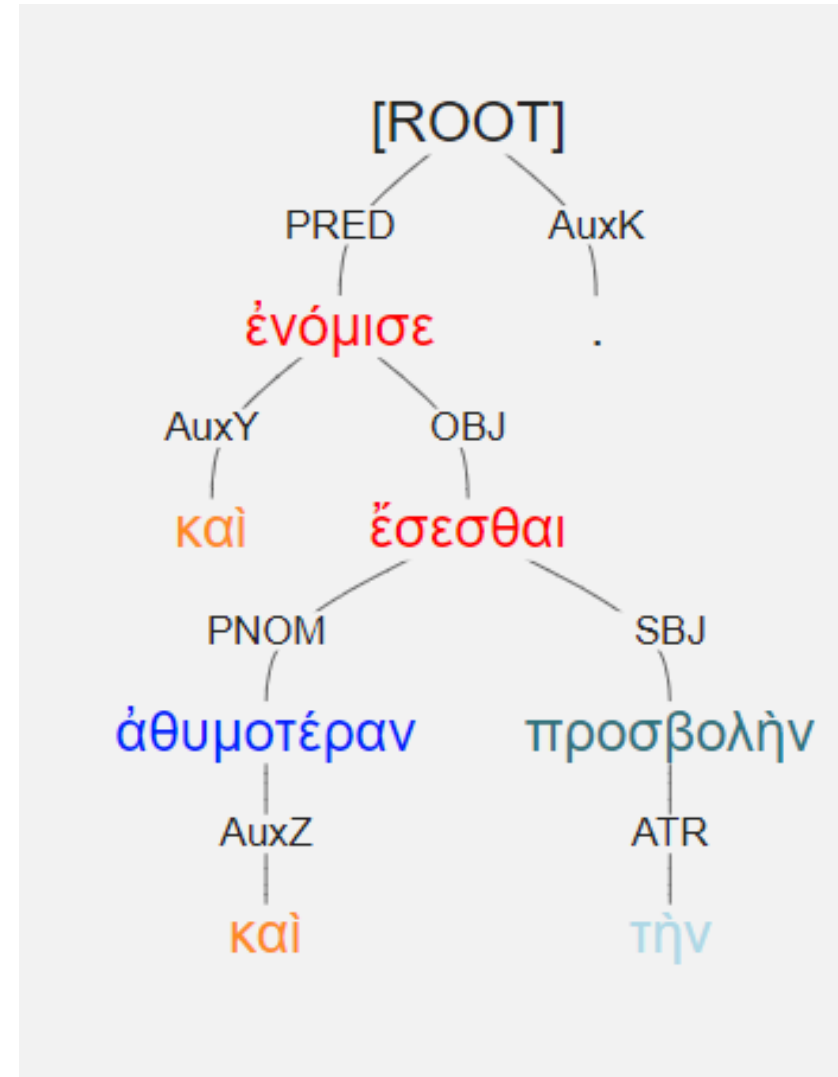 [ROOT]
PRED AuxK
ἐνόμισε .
AuxY OBJ
καὶ ἔσεσθαι
PNOM SBJ
ἀθυμοτέραν προσβολὴν
AuxZ ATR
καὶ τὴν